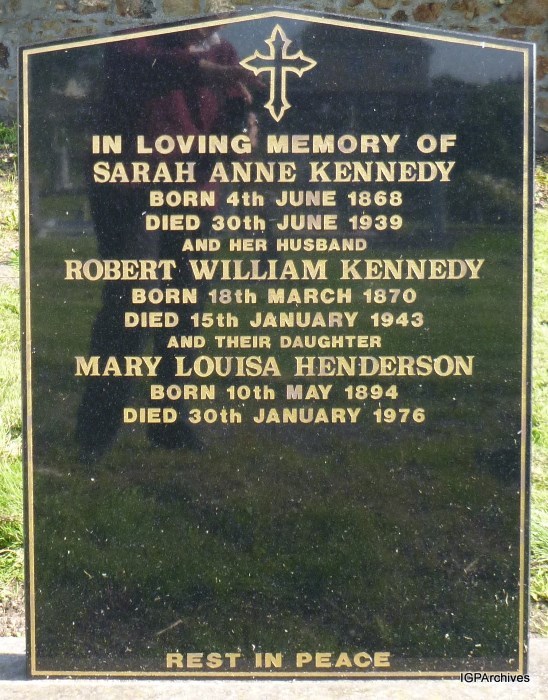 IN LOVING MEMORY OF
SARAH ANNE KENNEDY
BORN 4th JUNE 1868
DIED 30th JUNE 1939
AND HER HUSBAND
ROBERT WILLIAM KENNEDY
BORN 18th MARCH 1870
DIED 15th JANUARY 1943
AND THEIR DAUGHTER
MARY LOUISA HENDERSON
BORN 10th MAY 1894
DIED 30th JANUARY 1976
REST IN PEACE
IGPArchives